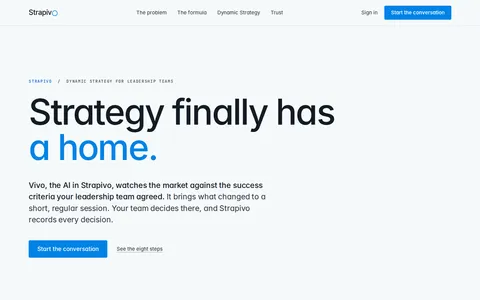 Strapivo
The problem The formula Dynamic Strategy Trust
Sign in Start the conversation
STRAPIVO / DYNAMIC STRATEGY FOR LEADERSHIP TEAMS
Strategy finally has
a home.
Vivo, the AI in Strapivo, watches the market against the success
criteria your leadership team agreed. It brings what changed to a
short, regular session. Your team decides there, and Strapivo
records every decision.
Start the conversation See the eight steps